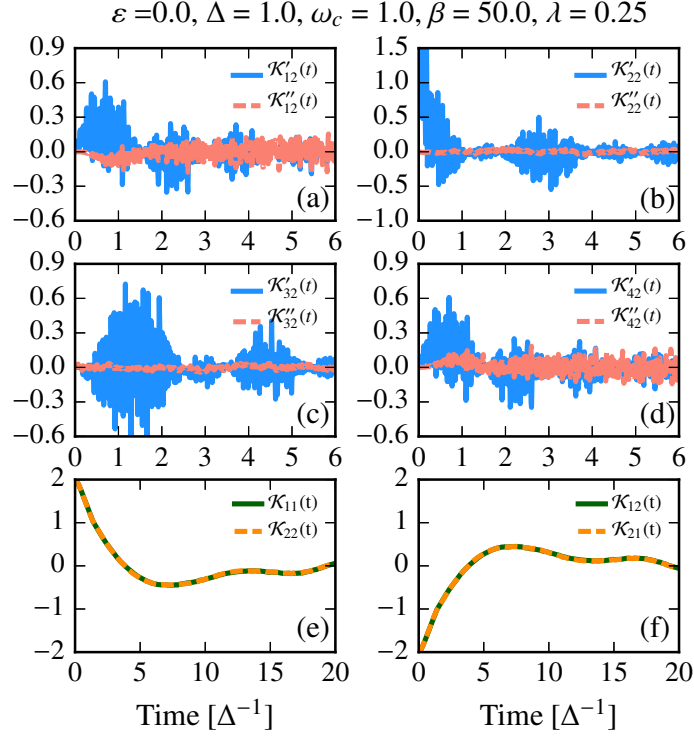 ε =0.0, Δ = 1.0, ω_c = 1.0, β = 50.0, λ = 0.25
0.9
0.6
0.3
0.0
−0.3
−0.6
𝒦′₁₂(t)
𝒦″₁₂(t)
(a)
0 1 2 3 4 5 6
1.5
1.0
0.5
0.0
−0.5
−1.0
𝒦′₂₂(t)
𝒦″₂₂(t)
(b)
0 1 2 3 4 5 6
0.9
0.6
0.3
0.0
−0.3
−0.6
𝒦′₃₂(t)
𝒦″₃₂(t)
(c)
0 1 2 3 4 5 6
0.9
0.6
0.3
0.0
−0.3
−0.6
𝒦′₄₂(t)
𝒦″₄₂(t)
(d)
0 1 2 3 4 5 6
2
1
0
−1
−2
𝒦₁₁(t)
𝒦₂₂(t)
(e)
0 5 10 15 20
Time [Δ⁻¹]
2
1
0
−1
−2
𝒦₁₂(t)
𝒦₂₁(t)
(f)
0 5 10 15 20
Time [Δ⁻¹]